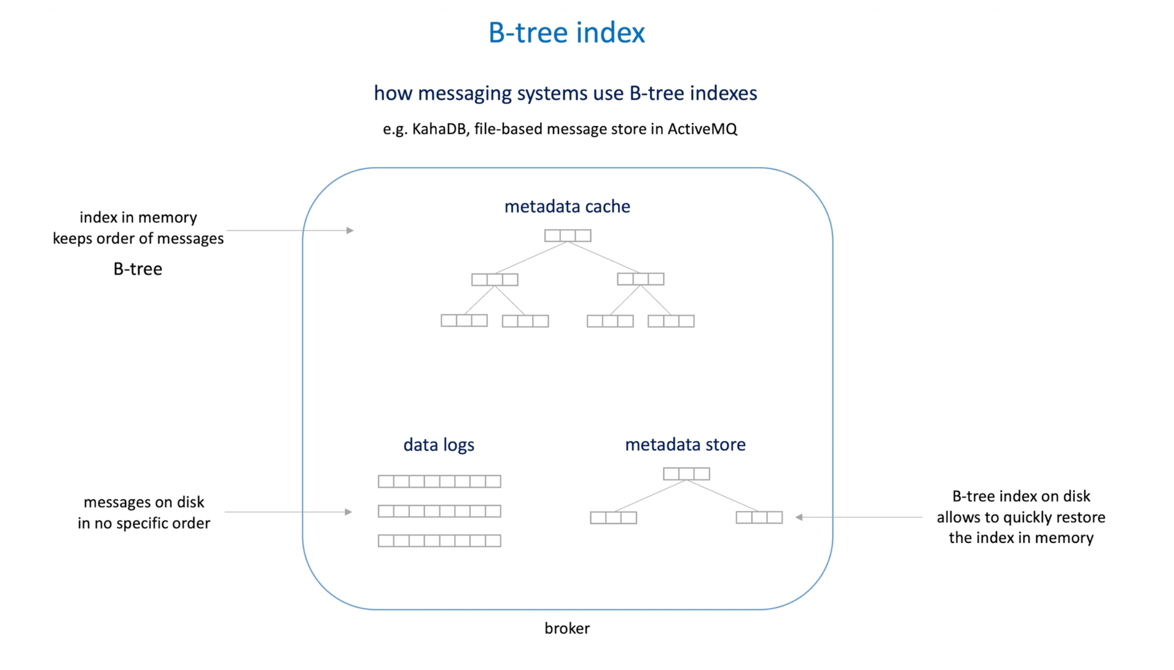 B-tree index
how messaging systems use B-tree indexes
e.g. KahaDB, file-based message store in ActiveMQ
metadata cache
index in memory
keeps order of messages
B-tree
data logs
metadata store
messages on disk
in no specific order
B-tree index on disk
allows to quickly restore
the index in memory
broker